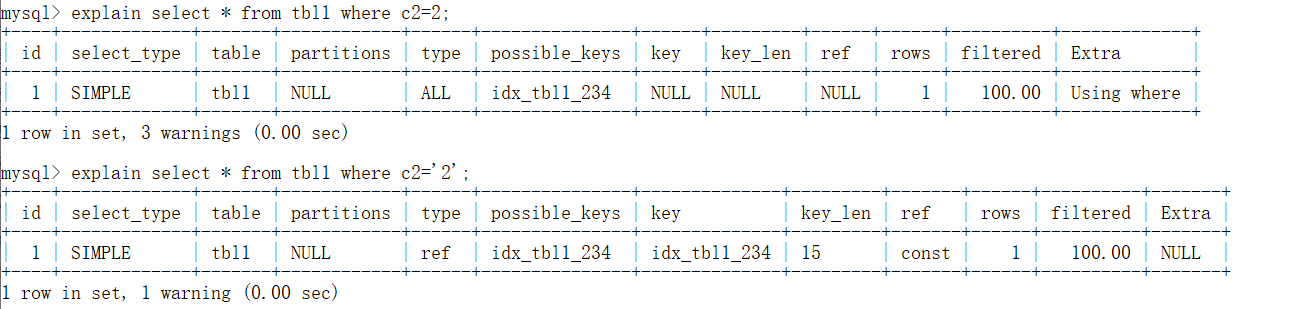 mysql> explain select * from tbl1 where c2=2;
| id | select_type | table | partitions | type | possible_keys | key | key_len | ref | rows | filtered | Extra |
| 1 | SIMPLE | tbl1 | NULL | ALL | idx_tbl1_234 | NULL | NULL | NULL | 1 | 100.00 | Using where |
1 row in set, 3 warnings (0.00 sec)
mysql> explain select * from tbl1 where c2='2';
| id | select_type | table | partitions | type | possible_keys | key | key_len | ref | rows | filtered | Extra |
| 1 | SIMPLE | tbl1 | NULL | ref | idx_tbl1_234 | idx_tbl1_234 | 15 | const | 1 | 100.00 | NULL |
1 row in set, 1 warning (0.00 sec)